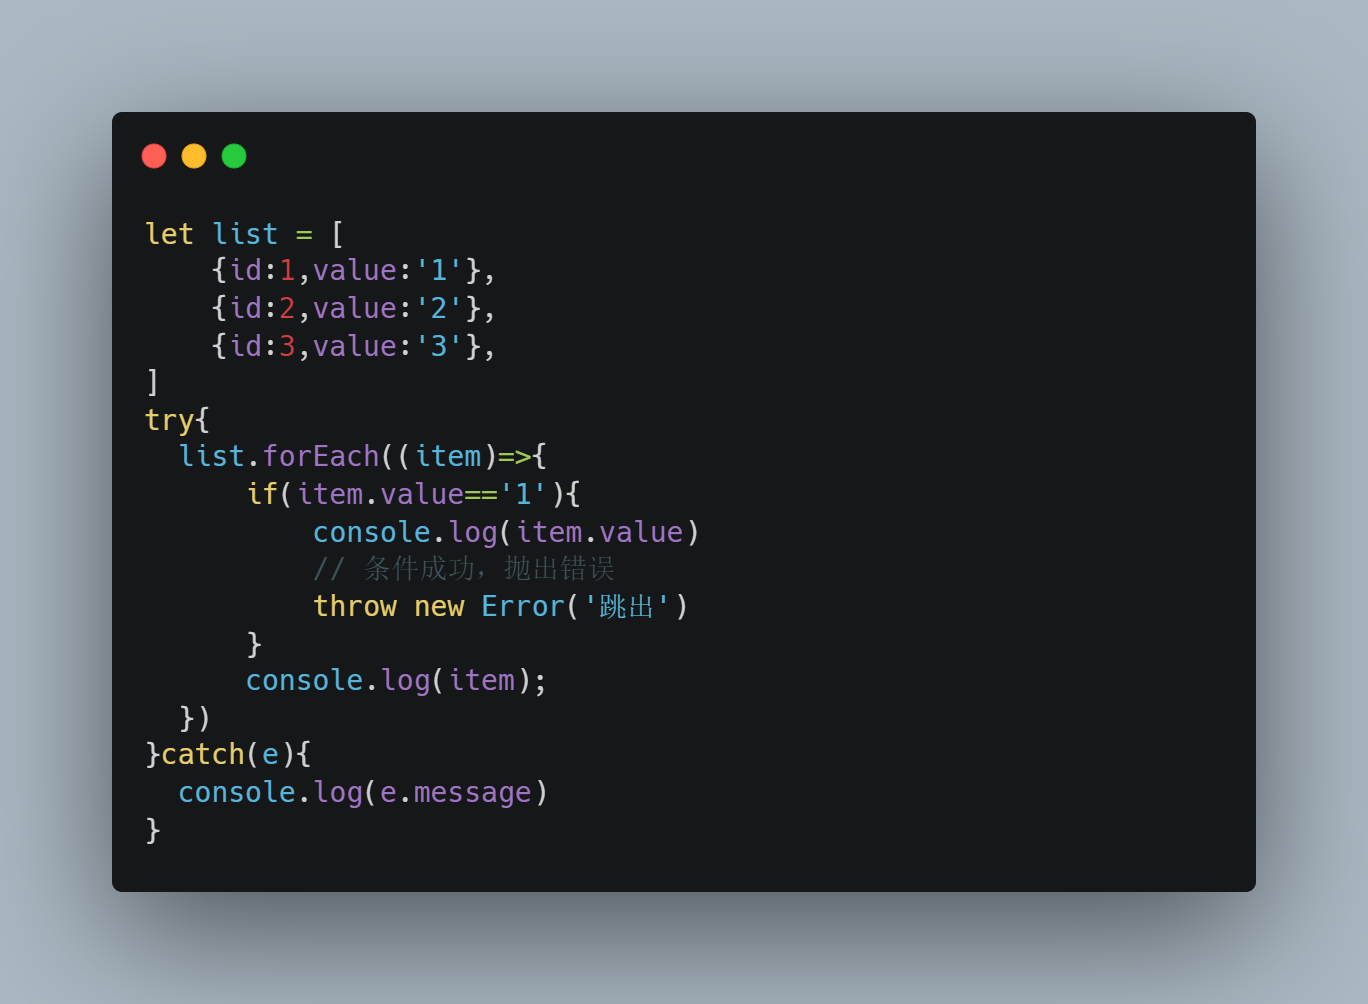 let list = [
    {id:1,value:'1'},
    {id:2,value:'2'},
    {id:3,value:'3'},
]
try{
  list.forEach((item)=>{
      if(item.value=='1'){
          console.log(item.value)
          // 条件成功，抛出错误
          throw new Error('跳出')
      }
      console.log(item);
  })
}catch(e){
  console.log(e.message)
}